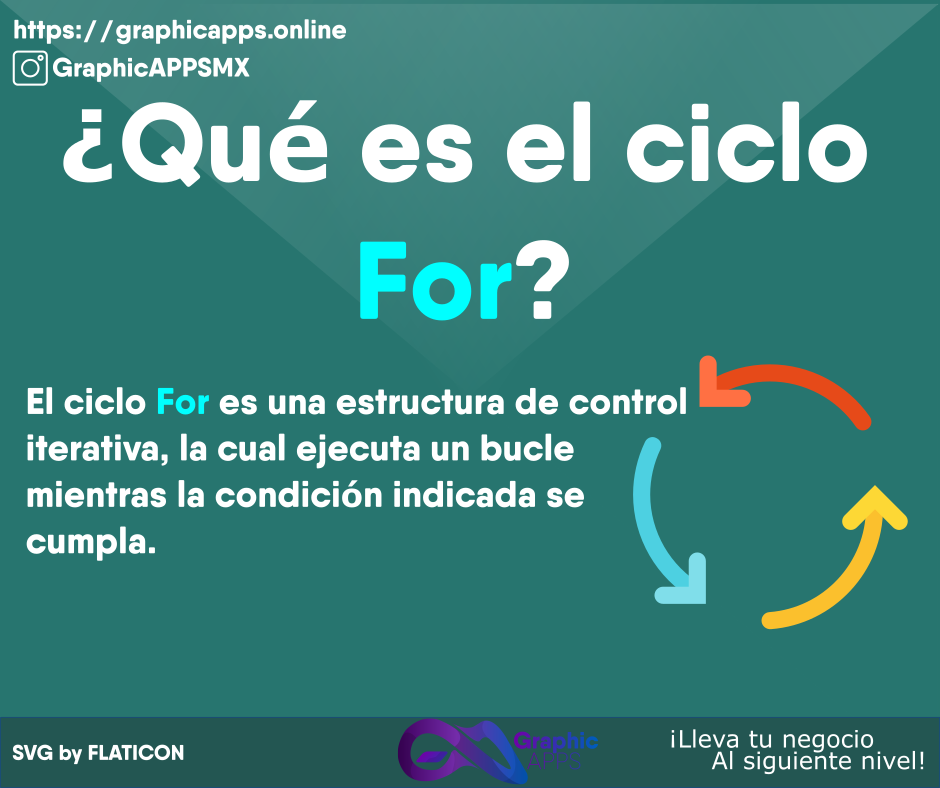 https://graphicapps.online
GraphicAPPSMX
¿Qué es el ciclo
For?
El ciclo For es una estructura de control
iterativa, la cual ejecuta un bucle
mientras la condición indicada se
cumpla.
SVG by FLATICON
Graphic
APPS
¡Lleva tu negocio
Al siguiente nivel!